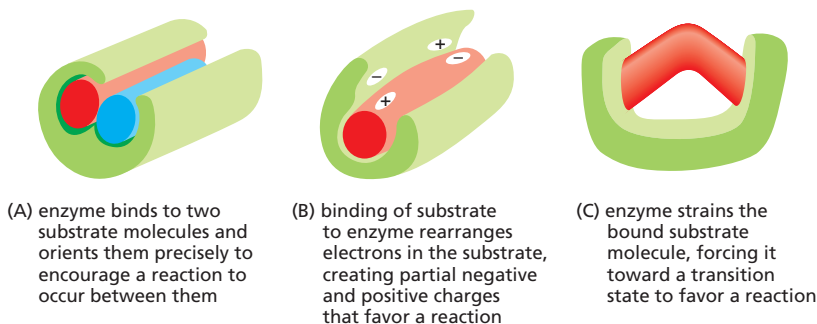 +
−
−
+
(A) enzyme binds to two
substrate molecules and
orients them precisely to
encourage a reaction to
occur between them
(B) binding of substrate
to enzyme rearranges
electrons in the substrate,
creating partial negative
and positive charges
that favor a reaction
(C) enzyme strains the
bound substrate
molecule, forcing it
toward a transition
state to favor a reaction